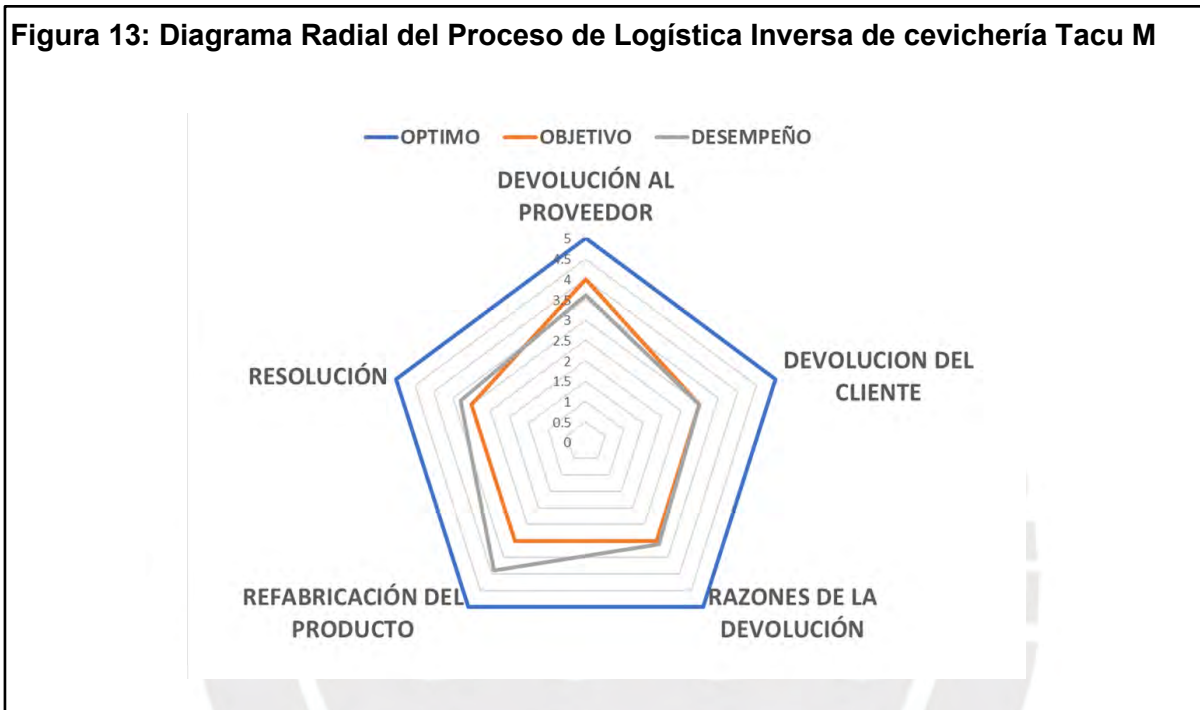 Figura 13: Diagrama Radial del Proceso de Logística Inversa de cevichería Tacu M
OPTIMO OBJETIVO DESEMPEÑO
DEVOLUCIÓN AL
PROVEEDOR
5
4.5
4
3.5
3
2.5
2
1.5
1
0.5
0
DEVOLUCION DEL
CLIENTE
RESOLUCIÓN
REFABRICACIÓN DEL
PRODUCTO
RAZONES DE LA
DEVOLUCIÓN